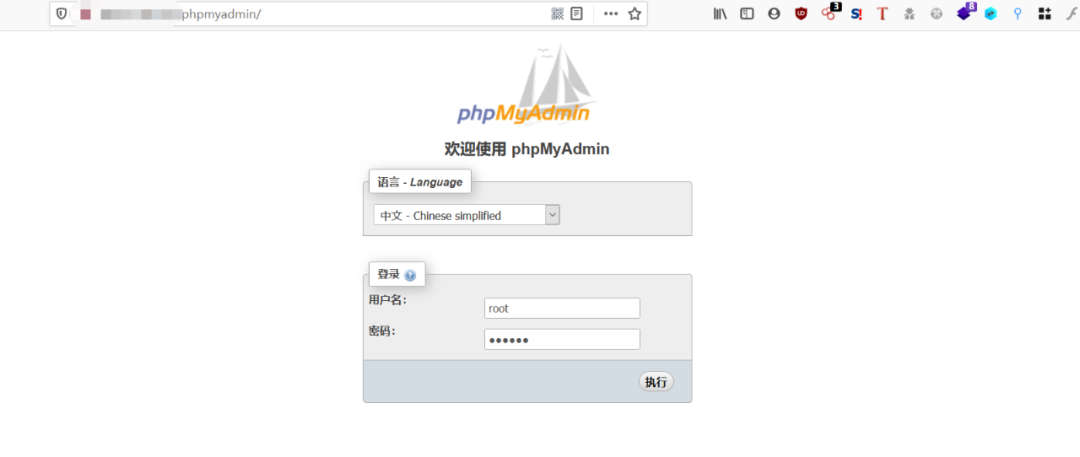 phpmyadmin/
3
8
phpMyAdmin
欢迎使用 phpMyAdmin
语言 - Language
中文 - Chinese simplified
登录
用户名:
root
密码:
••••••
执行